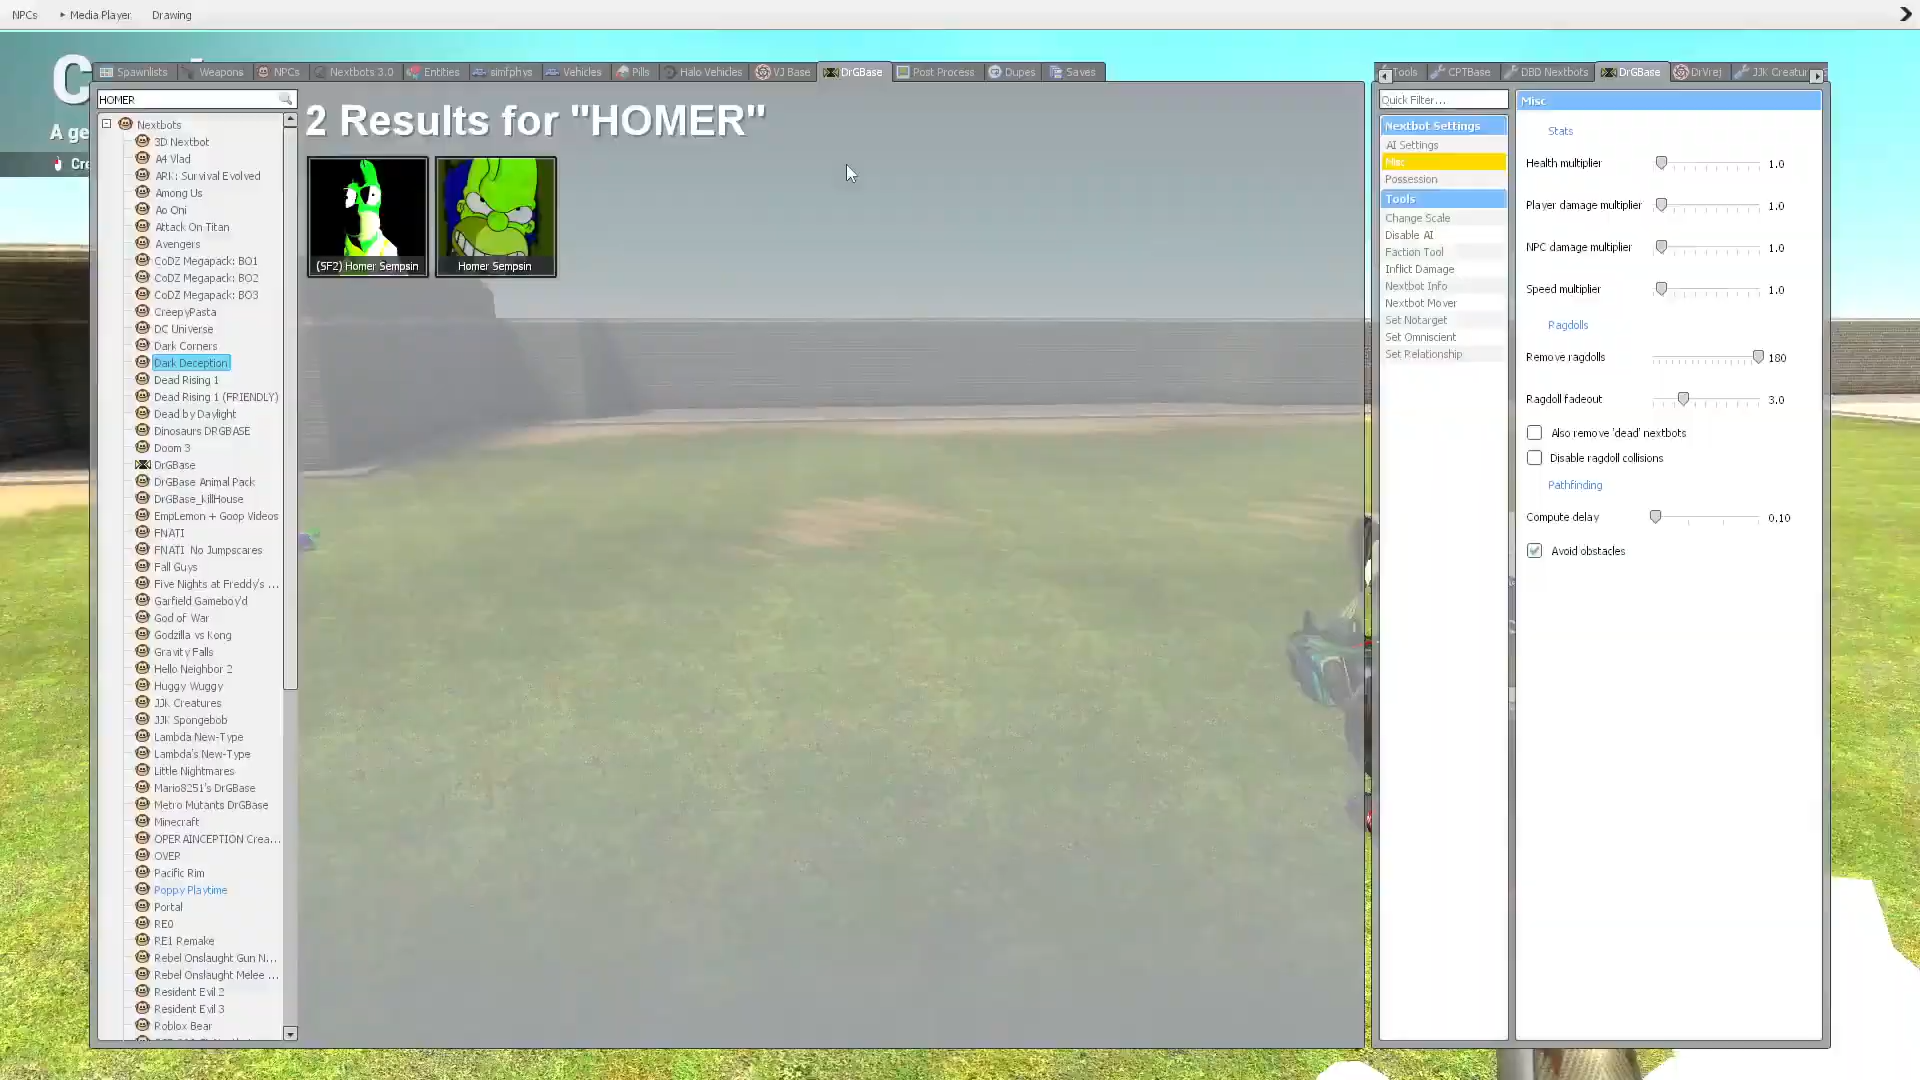 NPCs Media Player Drawing
C
A ge
Cre
Spawnlists Weapons NPCs Nextbots 3.0 Entities simfphys Vehicles Pills Halo Vehicles VJ Base DrGBase Post Process Dupes Saves
Tools CPTBase DBD Nextbots DrGBase DrVrej JJK Creatur
HOMER
2 Results for "HOMER"
(SF2) Homer Sempsin
Homer Sempsin
Nextbots
3D Nextbot
A4 Vlad
ARK: Survival Evolved
Among Us
Ao Oni
Attack On Titan
Avengers
CoDZ Megapack: BO1
CoDZ Megapack: BO2
CoDZ Megapack: BO3
CreepyPasta
DC Universe
Dark Corners
Dark Deception
Dead Rising 1
Dead Rising 1 (FRIENDLY)
Dead by Daylight
Dinosaurs DRGBASE
Doom 3
DrGBase
DrGBase Animal Pack
DrGBase_KillHouse
EmpLemon + Goop Videos
FNATI
FNATI No Jumpscares
Fall Guys
Five Nights at Freddy's ...
Garfield Gameboy'd
God of War
Godzilla vs Kong
Gravity Falls
Hello Neighbor 2
Huggy Wuggy
JJK Creatures
JJK Spongebob
Lambda New-Type
Lambda's New-Type
Little Nightmares
Mario8251's DrGBase
Metro Mutants DrGBase
Minecraft
OPERAINCEPTION Crea...
OVER
Pacific Rim
Poppy Playtime
Portal
RE0
RE1 Remake
Rebel Onslaught Gun N...
Rebel Onslaught Melee ...
Resident Evil 2
Resident Evil 3
Roblox Bear
Quick Filter...
Nextbot Settings
AI Settings
Misc
Possession
Tools
Change Scale
Disable AI
Faction Tool
Inflict Damage
Nextbot Info
Nextbot Mover
Set Notarget
Set Omniscient
Set Relationship
Misc
Stats
Health multiplier 1.0
Player damage multiplier 1.0
NPC damage multiplier 1.0
Speed multiplier 1.0
Ragdolls
Remove ragdolls 180
Ragdoll fadeout 3.0
Also remove 'dead' nextbots
Disable ragdoll collisions
Pathfinding
Compute delay 0.10
Avoid obstacles